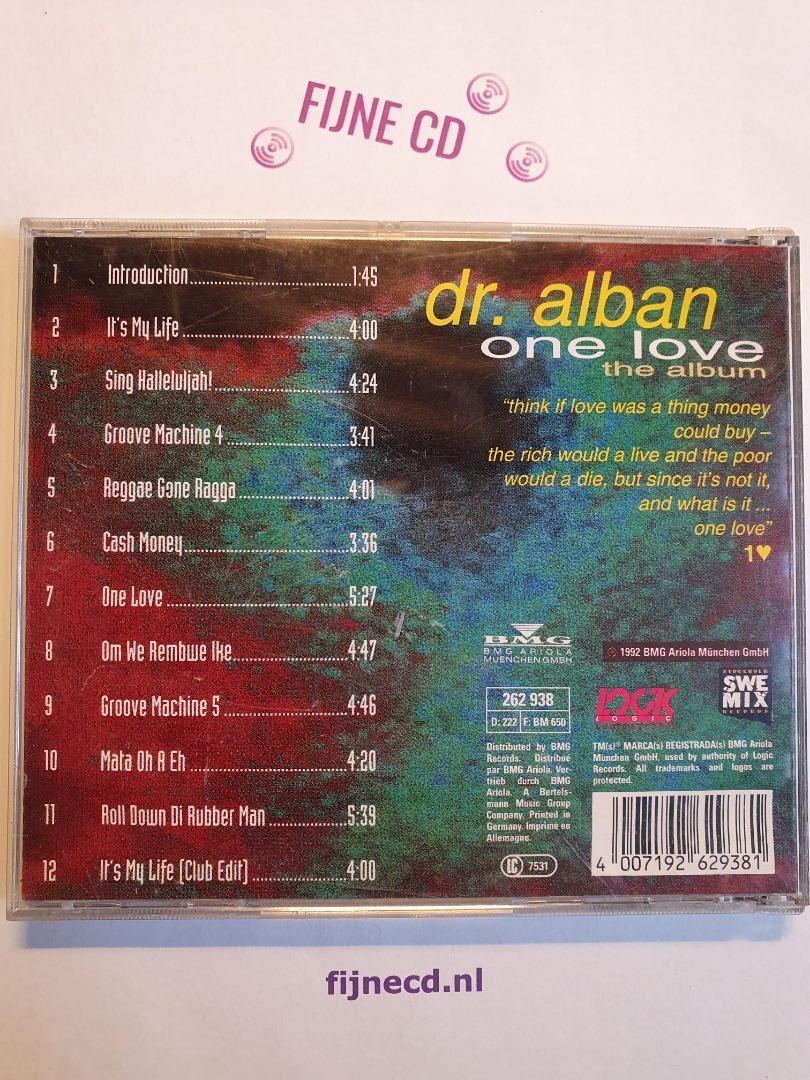 FIJNE CD
1 Introduction 1:45
2 It's My Life 4:00
3 Sing Halleluljah! 4:24
4 Groove Machine 4 3:41
5 Reggae Gone Ragga 4:01
6 Cash Money 3:36
7 One Love 5:27
8 Om We Rembwe Ike 4:47
9 Groove Machine 5 4:46
10 Mata Oh A Eh 4:20
11 Roll Down Di Rubber Man 5:39
12 It's My Life [Club Edit] 4:00
dr. alban
one love
the album
"think if love was a thing money
could buy –
the rich would a live and the poor
would a die, but since it's not it,
and what is it ...
one love"
1♥
BMG
BMG ARIOLA
MUENCHEN GMBH
℗ 1992 BMG Ariola München GmbH
262 938
D: 222 F: BM 650
LOGIC
LOGIC
STOCKHOLM
SWE
MIX
RECORDS
Distributed by BMG
Records. Distribué
par BMG Ariola. Ver-
trieb durch BMG
Ariola. A Bertels-
mann Music Group
Company. Printed in
Germany. Imprimé en
Allemagne.
TM(s)® MARCA(s) REGISTRADA(s) BMG Ariola
München GmbH, used by authority of Logic
Records. All trademarks and logos are
protected.
LC 7531
4 007192 629381
fijnecd.nl